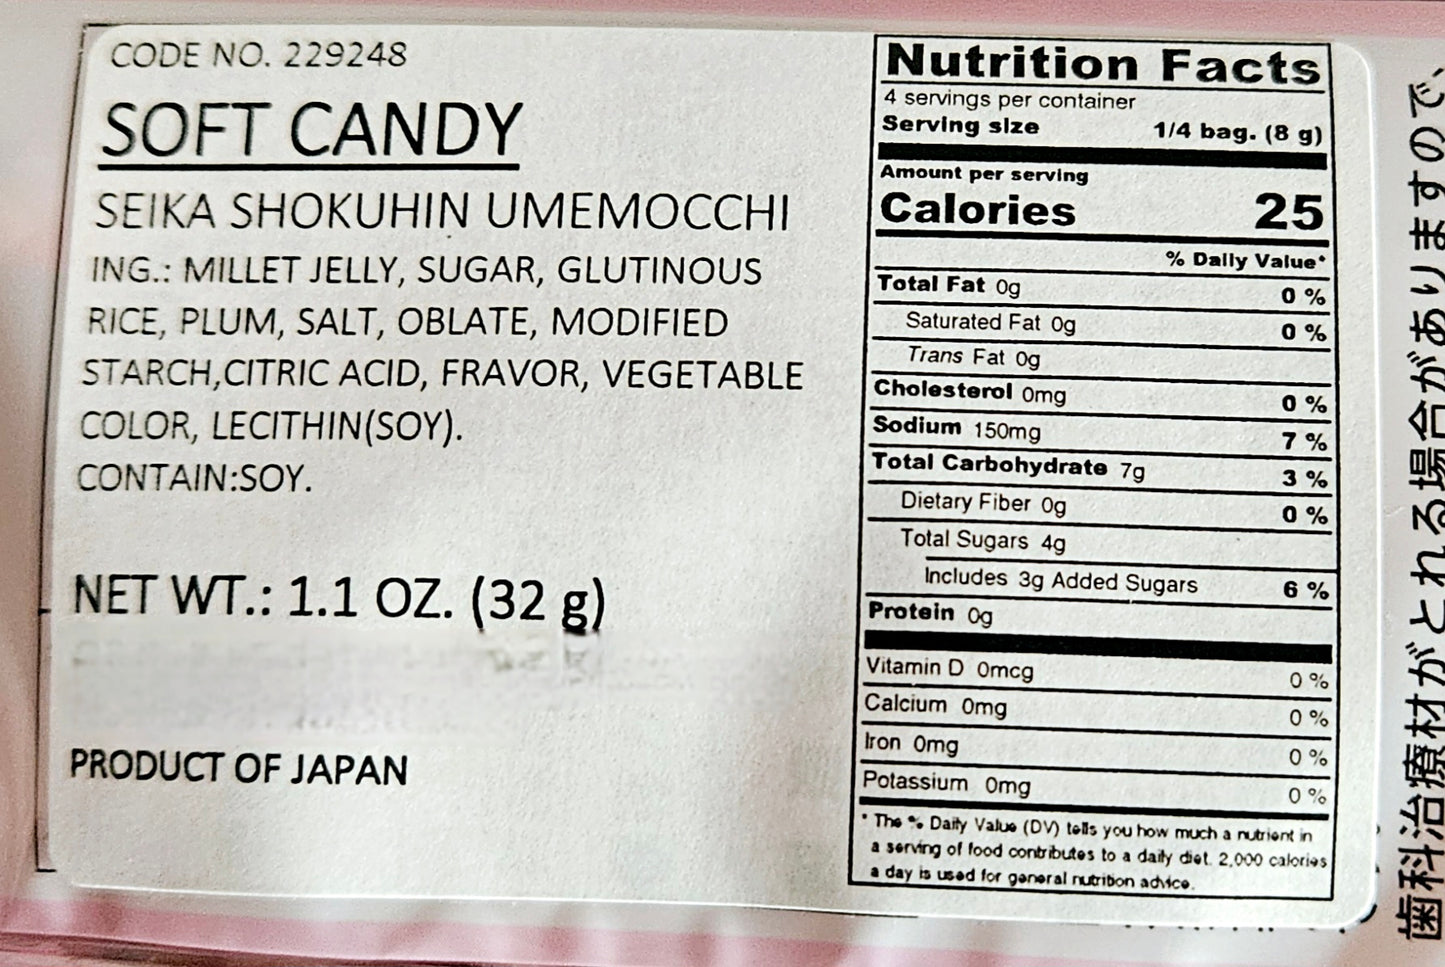 CODE NO. 229248
SOFT CANDY
SEIKA SHOKUHIN UMEMOCCHI
ING.: MILLET JELLY, SUGAR, GLUTINOUS
RICE, PLUM, SALT, OBLATE, MODIFIED
STARCH,CITRIC ACID, FRAVOR, VEGETABLE
COLOR, LECITHIN(SOY).
CONTAIN:SOY.
NET WT.: 1.1 OZ. (32 g)
PRODUCT OF JAPAN
Nutrition Facts
4 servings per container
Serving size 1/4 bag. (8 g)
Amount per serving
Calories 25
% Daily Value*
Total Fat 0g 0 %
Saturated Fat 0g 0 %
Trans Fat 0g
Cholesterol 0mg 0 %
Sodium 150mg 7 %
Total Carbohydrate 7g 3 %
Dietary Fiber 0g 0 %
Total Sugars 4g
Includes 3g Added Sugars 6 %
Protein 0g
Vitamin D 0mcg 0 %
Calcium 0mg 0 %
Iron 0mg 0 %
Potassium 0mg 0 %
* The % Daily Value (DV) tells you how much a nutrient in
a serving of food contributes to a daily diet. 2,000 calories
a day is used for general nutrition advice.
歯科治療材がとれる場合がありますので、